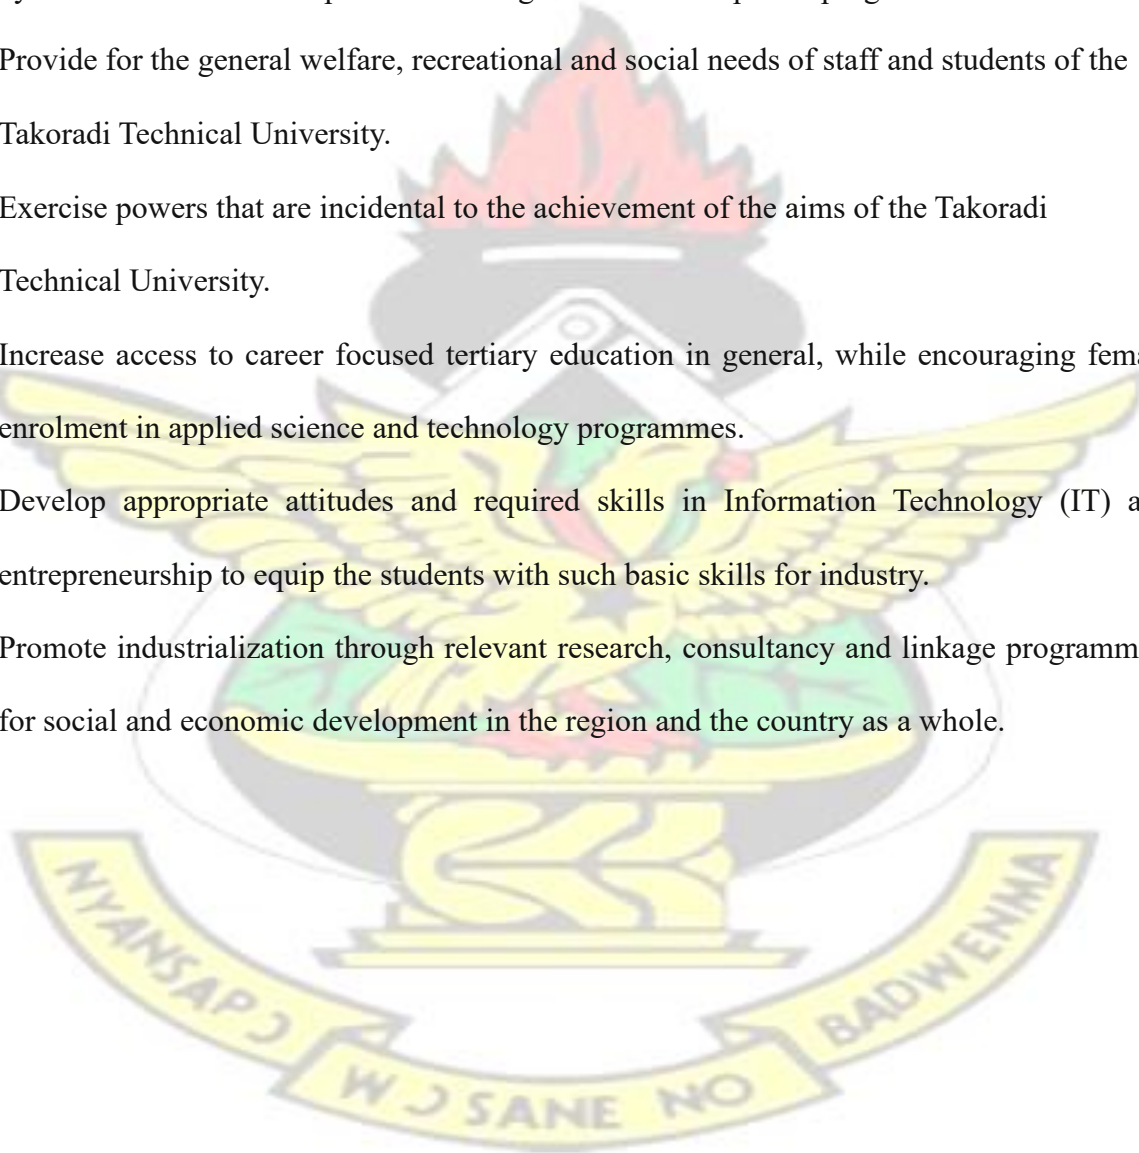 Provide for the general welfare, recreational and social needs of staff and students of the
Takoradi Technical University.
Exercise powers that are incidental to the achievement of the aims of the Takoradi
Technical University.
Increase access to career focused tertiary education in general, while encouraging
enrolment in applied science and technology programmes.
Develop appropriate attitudes and required skills in Information Technology (IT)
entrepreneurship to equip the students with such basic skills for industry.
Promote industrialization through relevant research, consultancy and linkage
for social and economic development in the region and the country as a whole.
NYANSAPƆ WƆSANE NO BADWENMA